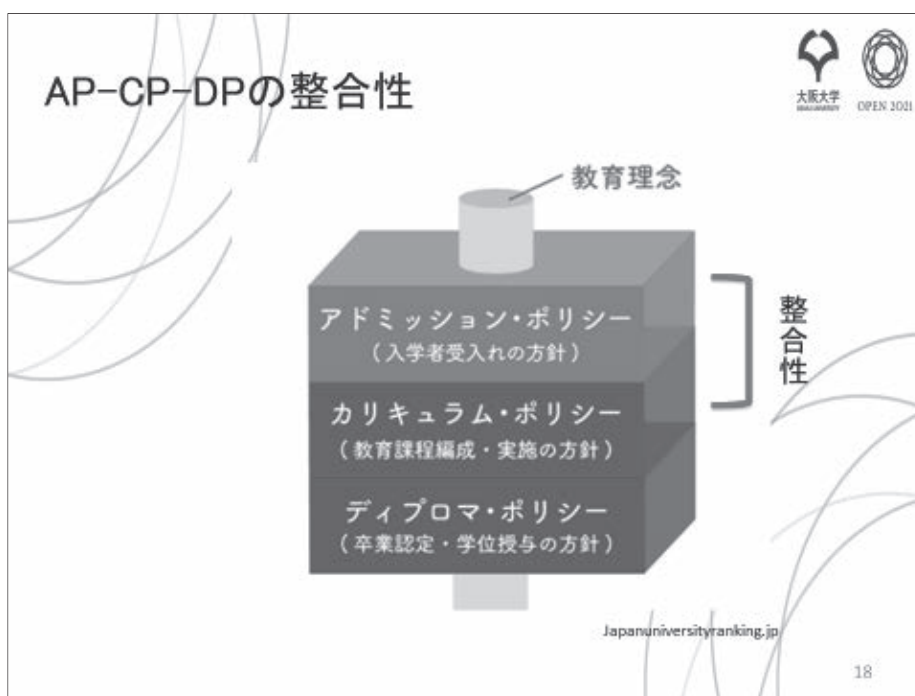 AP-CP-DPの整合性
大阪大学
OSAKA UNIVERSITY
OPEN 2021
教育理念
アドミッション・ポリシー
（入学者受入れの方針）
整合性
カリキュラム・ポリシー
（教育課程編成・実施の方針）
ディプロマ・ポリシー
（卒業認定・学位授与の方針）
Japanuniversityranking.jp
18